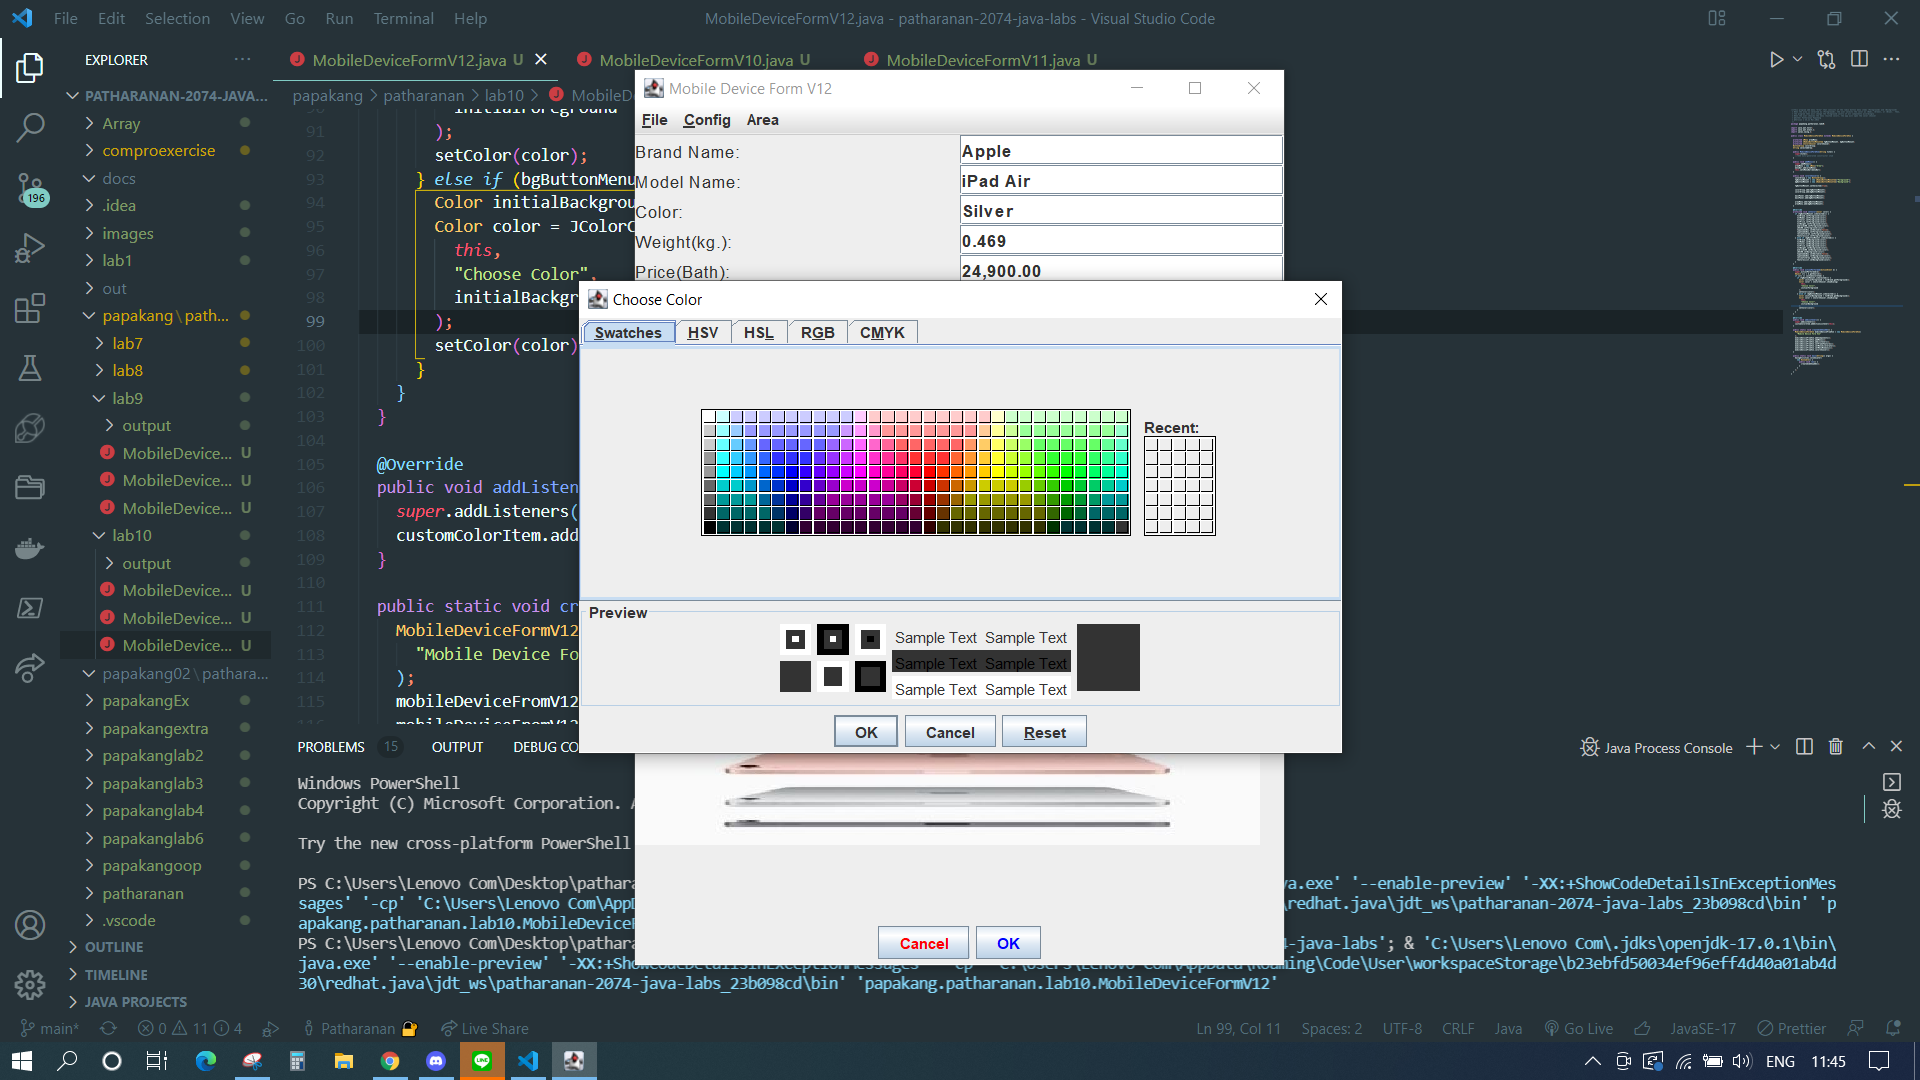 File Edit Selection View Go Run Terminal Help
MobileDeviceFormV12.java - patharanan-2074-java-labs - Visual Studio Code
EXPLORER
PATHARANAN-2074-JAVA...
Array
comproexercise
docs
.idea
images
lab1
out
papakang\path...
lab7
lab8
lab9
output
MobileDevice... U
MobileDevice... U
MobileDevice... U
lab10
output
MobileDevice... U
MobileDevice... U
MobileDevice... U
papakang02\pathara...
papakangEx
papakangextra
papakanglab2
papakanglab3
papakanglab4
papakanglab6
papakangoop
patharanan
.vscode
OUTLINE
TIMELINE
JAVA PROJECTS
196
MobileDeviceFormV12.java U
MobileDeviceFormV10.java U
MobileDeviceFormV11.java U
papakang > patharanan > lab10 >
91 );
92 setColor(color);
93 } else if (bgButtonMenu
94 Color initialBackgrou
95 Color color = JColorC
96 this,
97 "Choose Color",
98 initialBackgr
99 );
100 setColor(color)
101 }
102 }
103 }
104
105 @Override
106 public void addListen
107 super.addListeners(
108 customColorItem.add
109 }
110
111 public static void cr
112 MobileDeviceFormV12
113 "Mobile Device Fo
114 );
115 mobileDeviceFromV12
Mobile Device Form V12
File Config Area
Brand Name: Apple
Model Name: iPad Air
Color: Silver
Weight(kg.): 0.469
Price(Bath): 24,900.00
Choose Color
Swatches HSV HSL RGB CMYK
Recent:
Preview
Sample Text Sample Text
Sample Text Sample Text
Sample Text Sample Text
OK Cancel Reset
Cancel OK
PROBLEMS 15 OUTPUT DEBUG CO
Java Process Console
Windows PowerShell
Copyright (C) Microsoft Corporation.
Try the new cross-platform PowerShell
PS C:\Users\Lenovo Com\Desktop\pathara
va.exe' '--enable-preview' '-XX:+ShowCodeDetailsInExceptionMes
sages' '-cp' 'C:\Users\Lenovo Com\AppD
\redhat.java\jdt_ws\patharanan-2074-java-labs_23b098cd\bin' 'p
apakang.patharanan.lab10.MobileDeviceF
PS C:\Users\Lenovo Com\Desktop\pathara
4-java-labs'; & 'C:\Users\Lenovo Com\.jdks\openjdk-17.0.1\bin\
java.exe' '--enable-preview' '-XX:+ShowCodeDetailsInExceptionMessages' '-cp' 'C:\Users\Lenovo Com\AppData\Roaming\Code\User\workspaceStorage\b23ebfd50034ef96eff4d40a01ab4d
30\redhat.java\jdt_ws\patharanan-2074-java-labs_23b098cd\bin' 'papakang.patharanan.lab10.MobileDeviceFormV12'
main* 0 11 4 Patharanan Live Share
Ln 99, Col 11 Spaces: 2 UTF-8 CRLF Java Go Live JavaSE-17 Prettier
ENG 11:45